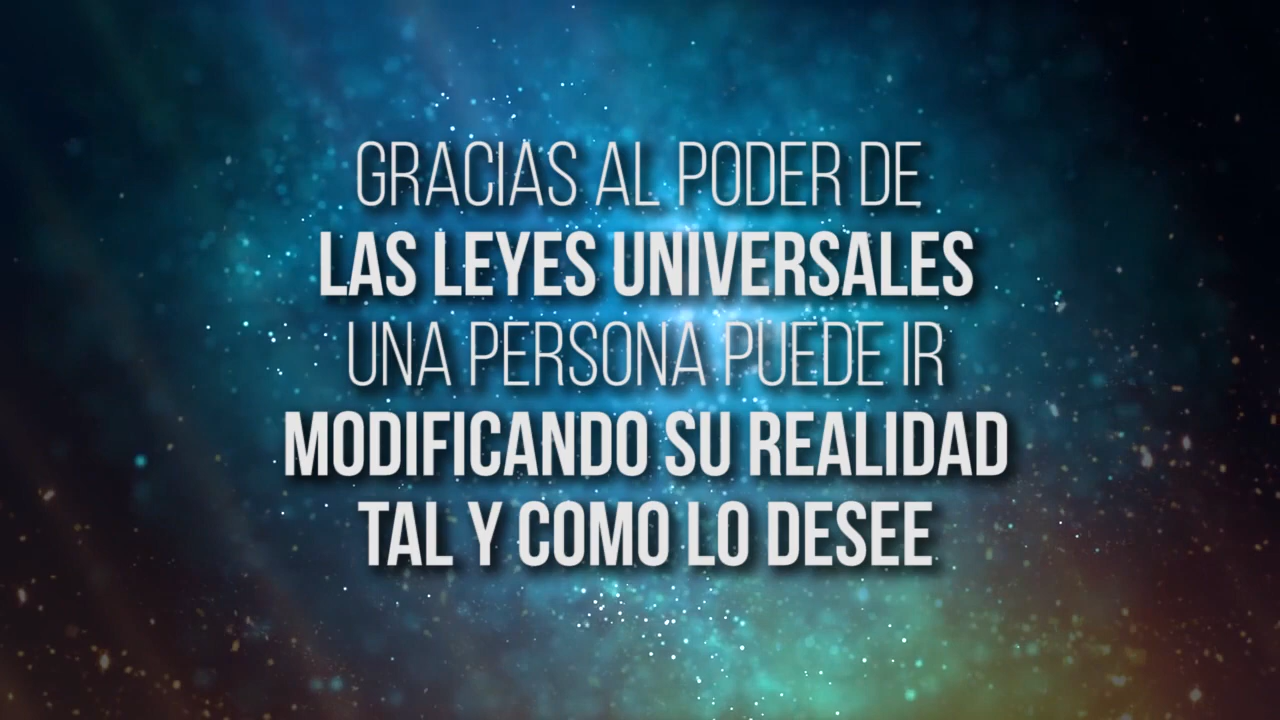 GRACIAS AL PODER DE
LAS LEYES UNIVERSALES
UNA PERSONA PUEDE IR
MODIFICANDO SU REALIDAD
TAL Y COMO LO DESEE